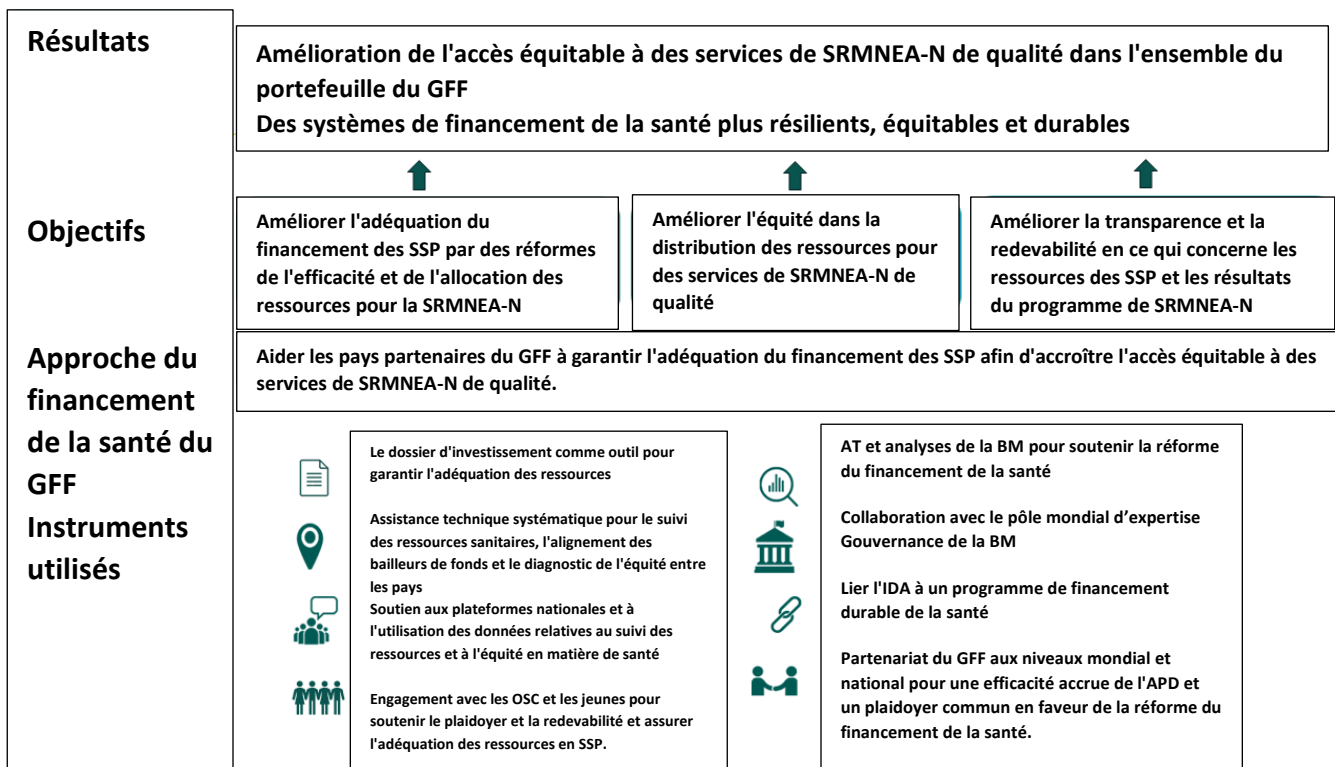 Résultats
Amélioration de l'accès équitable à des services de SRMNEA-N de qualité dans l'ensemble du
portefeuille du GFF
Des systèmes de financement de la santé plus résilients, équitables et durables
Objectifs
Améliorer l'adéquation du
financement des SSP par des réformes
de l'efficacité et de l'allocation des
ressources pour la SRMNEA-N
Améliorer l'équité dans la
distribution des ressources pour
des services de SRMNEA-N de
qualité
Améliorer la transparence et la
redevabilité en ce qui concerne les
ressources des SSP et les résultats
du programme de SRMNEA-N
Approche du
financement
de la santé du
GFF
Instruments
utilisés
Aider les pays partenaires du GFF à garantir l'adéquation du financement des SSP afin d'accroître l'accès équitable à des
services de SRMNEA-N de qualité.
Le dossier d'investissement comme outil pour
garantir l'adéquation des ressources
Assistance technique systématique pour le suivi
des ressources sanitaires, l'alignement des
bailleurs de fonds et le diagnostic de l'équité entre
les pays
Soutien aux plateformes nationales et à
l'utilisation des données relatives au suivi des
ressources et à l'équité en matière de santé
Engagement avec les OSC et les jeunes pour
soutenir le plaidoyer et la redevabilité et assurer
l'adéquation des ressources en SSP.
AT et analyses de la BM pour soutenir la réforme
du financement de la santé
Collaboration avec le pôle mondial d’expertise
Gouvernance de la BM
Lier l'IDA à un programme de financement
durable de la santé
Partenariat du GFF aux niveaux mondial et
national pour une efficacité accrue de l'APD et
un plaidoyer commun en faveur de la réforme du
financement de la santé.